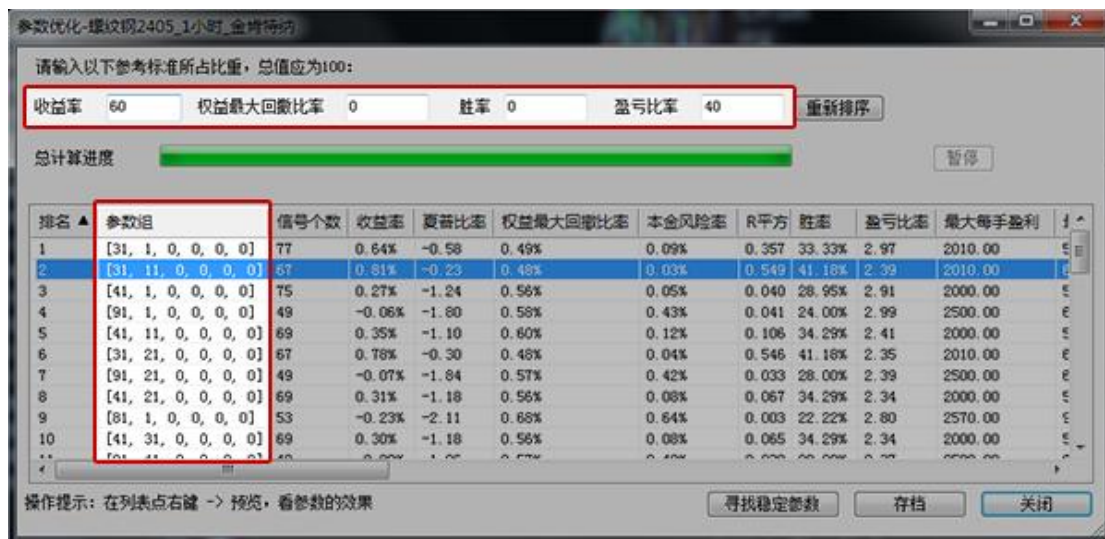 参数优化-螺纹钢2405_1小时_金肯特纳
请输入以下参考标准所占比重，总值应为100：
收益率 60 权益最大回撤比率 0 胜率 0 盈亏比率 40 重新排序
总计算进度 暂停
排名 参数组 信号个数 收益率 夏普比率 权益最大回撤比率 本金风险率 R平方 胜率 盈亏比率 最大每手盈利
1 [31, 1, 0, 0, 0, 0] 77 0.64% -0.58 0.49% 0.09% 0.357 33.33% 2.97 2010.00
2 [31, 11, 0, 0, 0, 0] 67 0.81% -0.23 0.48% 0.03% 0.549 41.18% 2.39 2010.00
3 [41, 1, 0, 0, 0, 0] 75 0.27% -1.24 0.56% 0.05% 0.040 28.95% 2.91 2000.00
4 [91, 1, 0, 0, 0, 0] 49 -0.06% -1.80 0.58% 0.43% 0.041 24.00% 2.99 2500.00
5 [41, 11, 0, 0, 0, 0] 69 0.35% -1.10 0.60% 0.12% 0.106 34.29% 2.41 2000.00
6 [31, 21, 0, 0, 0, 0] 67 0.78% -0.30 0.48% 0.04% 0.546 41.18% 2.35 2010.00
7 [91, 21, 0, 0, 0, 0] 49 -0.07% -1.84 0.57% 0.42% 0.033 28.00% 2.39 2500.00
8 [41, 21, 0, 0, 0, 0] 69 0.31% -1.18 0.56% 0.08% 0.067 34.29% 2.34 2000.00
9 [81, 1, 0, 0, 0, 0] 53 -0.23% -2.11 0.68% 0.64% 0.003 22.22% 2.80 2570.00
10 [41, 31, 0, 0, 0, 0] 69 0.30% -1.18 0.56% 0.08% 0.065 34.29% 2.34 2000.00
操作提示：在列表点右键 -> 预览，看参数的效果 寻找稳定参数 存档 关闭